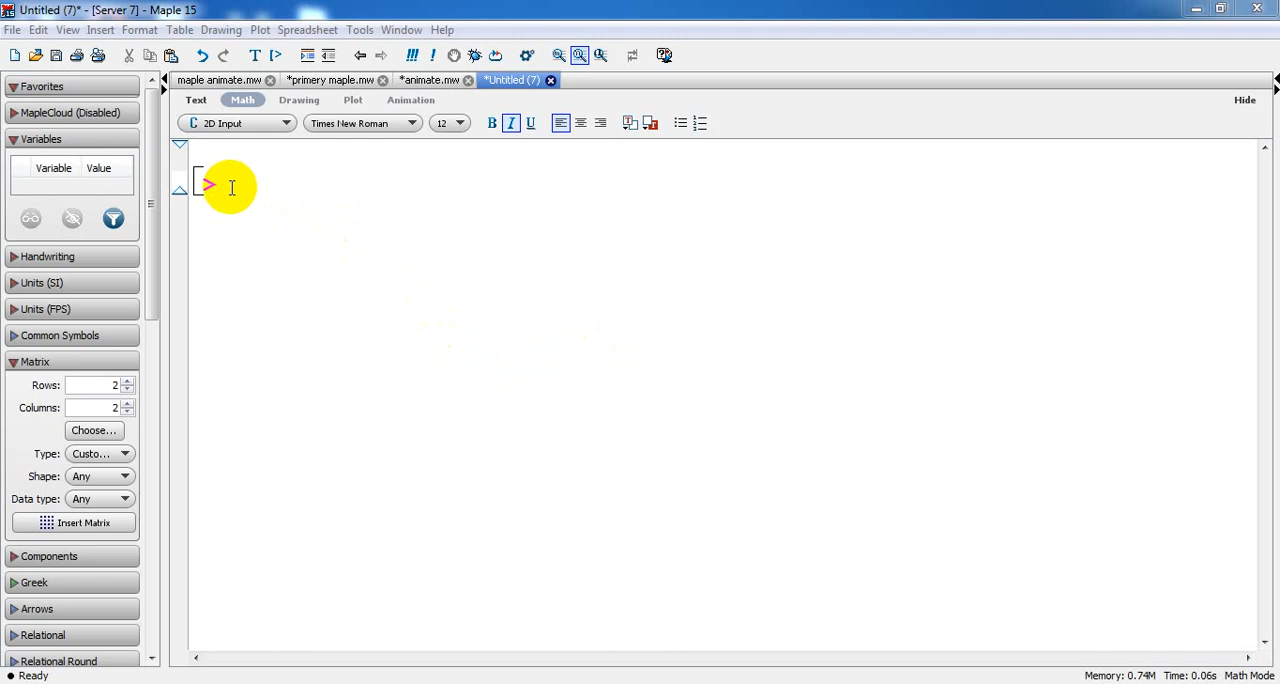 Untitled (7)* - [Server 7] - Maple 15
File Edit View Insert Format Table Drawing Plot Spreadsheet Tools Window Help
maple animate.mw *primery maple.mw *animate.mw *Untitled (7)
Text Math Drawing Plot Animation Hide
C 2D Input Times New Roman 12 B I U
>
Favorites
MapleCloud (Disabled)
Variables
Variable Value
Handwriting
Units (SI)
Units (FPS)
Common Symbols
Matrix
Rows: 2
Columns: 2
Choose...
Type: Custo...
Shape: Any
Data type: Any
Insert Matrix
Components
Greek
Arrows
Relational
Relational Round
Ready Memory: 0.74M Time: 0.06s Math Mode